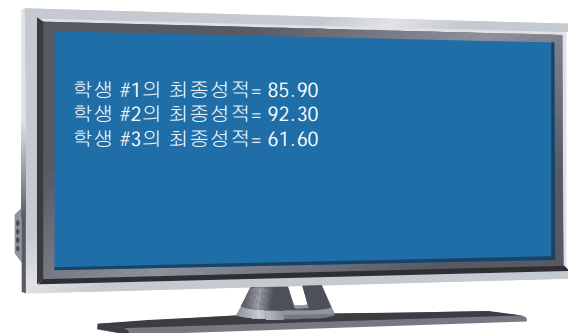 학생 #1의 최종성적= 85.90
학생 #2의 최종성적= 92.30
학생 #3의 최종성적= 61.60